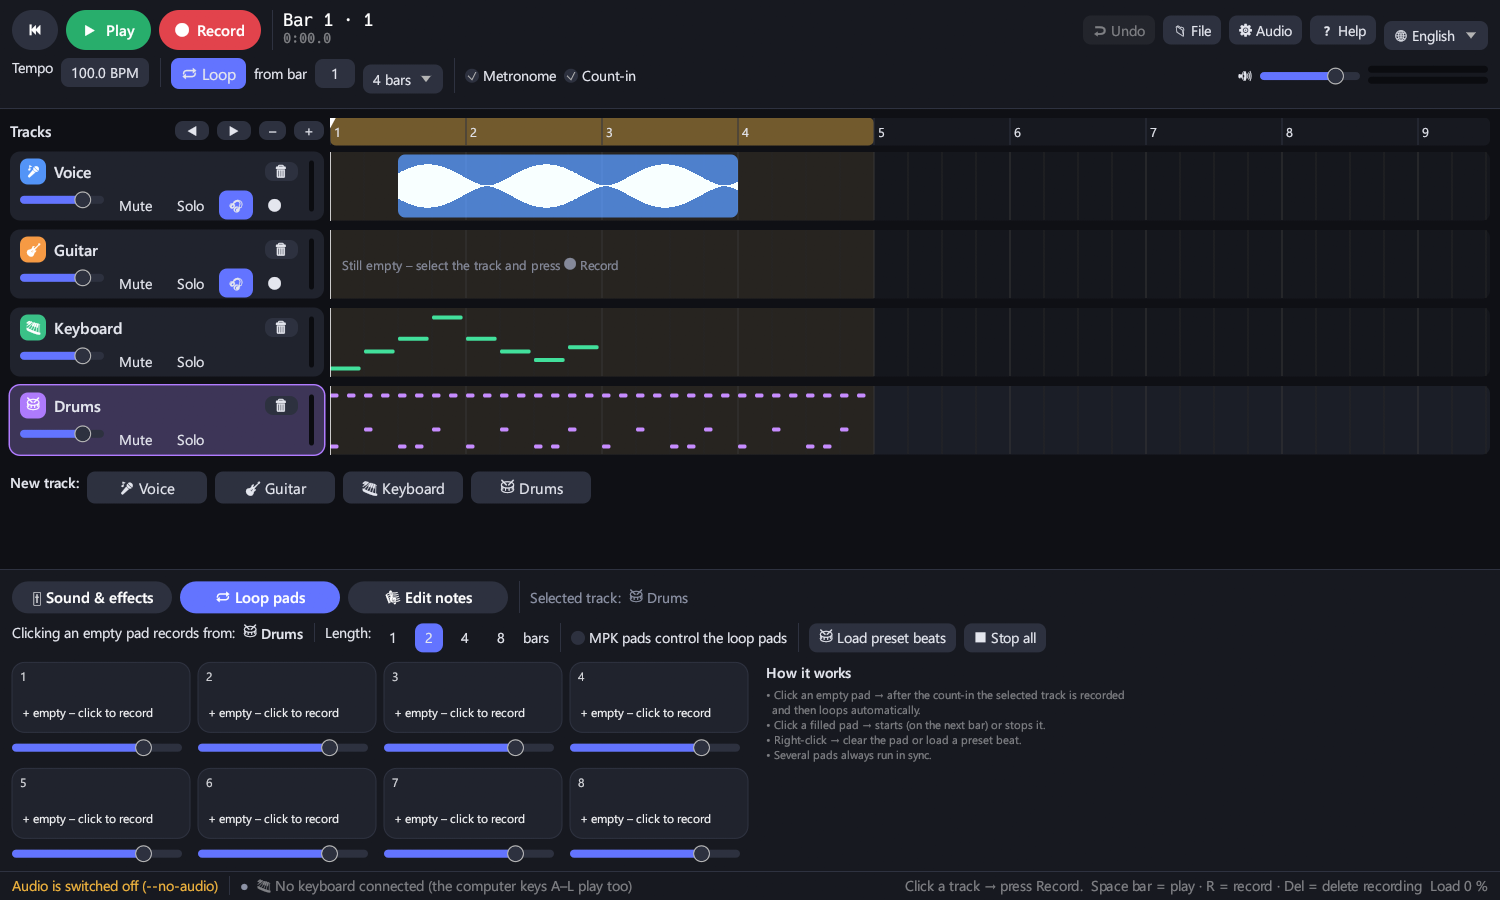 Play
Record
Bar 1 · 1
0:00.0
Undo
File
Audio
? Help
English
Tempo
100.0 BPM
Loop
from bar
1
4 bars
Metronome
Count-in
Tracks
1 2 3 4 5 6 7 8 9
Voice
Mute Solo
Guitar
Mute Solo
Still empty – select the track and press ● Record
Keyboard
Mute Solo
Drums
Mute Solo
New track:
Voice
Guitar
Keyboard
Drums
Sound & effects
Loop pads
Edit notes
Selected track: Drums
Clicking an empty pad records from: Drums
Length: 1 2 4 8 bars
MPK pads control the loop pads
Load preset beats
Stop all
1
+ empty – click to record
2
+ empty – click to record
3
+ empty – click to record
4
+ empty – click to record
5
+ empty – click to record
6
+ empty – click to record
7
+ empty – click to record
8
+ empty – click to record
How it works
• Click an empty pad → after the count-in the selected track is recorded
and then loops automatically.
• Click a filled pad → starts (on the next bar) or stops it.
• Right-click → clear the pad or load a preset beat.
• Several pads always run in sync.
Audio is switched off (--no-audio)
No keyboard connected (the computer keys A–L play too)
Click a track → press Record. Space bar = play · R = record · Del = delete recording Load 0 %